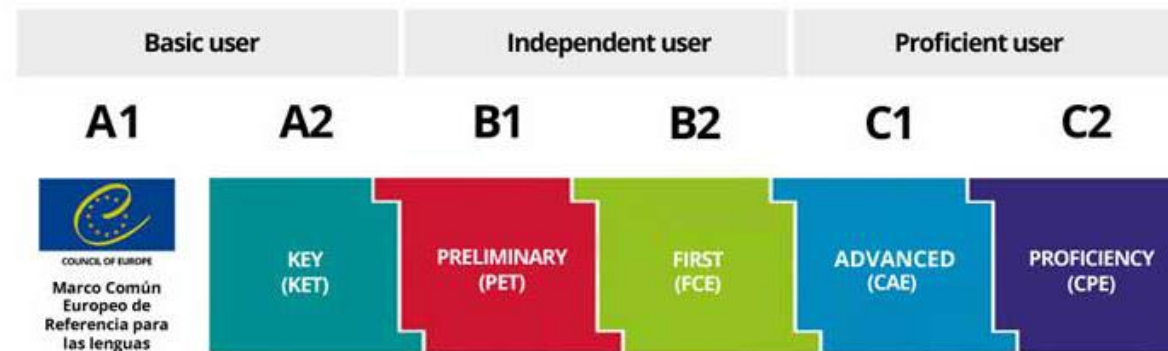 Basic user
Independent user
Proficient user
A1
A2
B1
B2
C1
C2
COUNCIL OF EUROPE
Marco Común
Europeo de
Referencia para
las lenguas
KEY
(KET)
PRELIMINARY
(PET)
FIRST
(FCE)
ADVANCED
(CAE)
PROFICIENCY
(CPE)